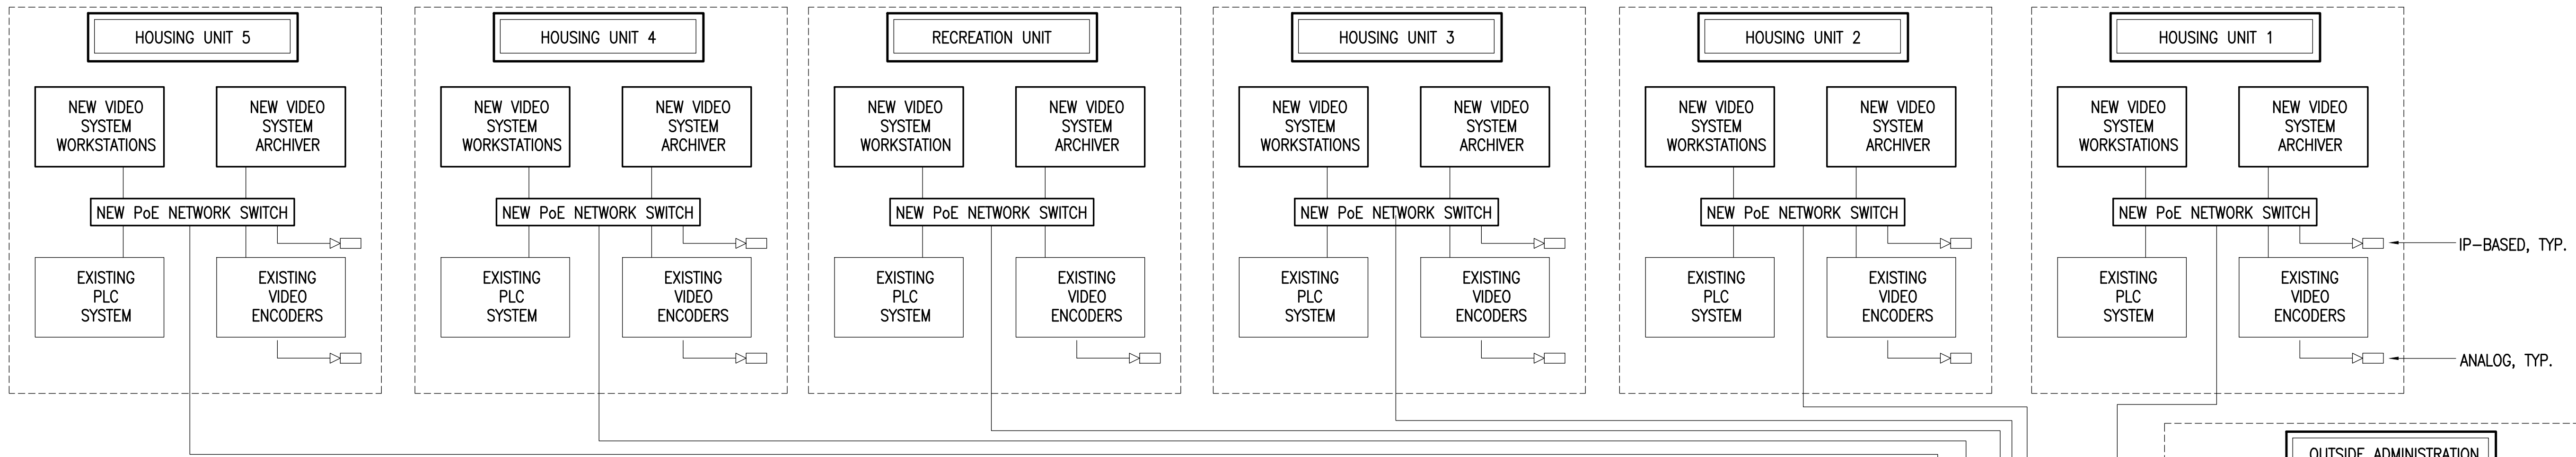 HOUSING UNIT 5
NEW VIDEO
SYSTEM
WORKSTATIONS
NEW VIDEO
SYSTEM
ARCHIVER
NEW PoE NETWORK SWITCH
EXISTING
PLC
SYSTEM
EXISTING
VIDEO
ENCODERS
HOUSING UNIT 4
NEW VIDEO
SYSTEM
WORKSTATIONS
NEW VIDEO
SYSTEM
ARCHIVER
NEW PoE NETWORK SWITCH
EXISTING
PLC
SYSTEM
EXISTING
VIDEO
ENCODERS
RECREATION UNIT
NEW VIDEO
SYSTEM
WORKSTATION
NEW VIDEO
SYSTEM
ARCHIVER
NEW PoE NETWORK SWITCH
EXISTING
PLC
SYSTEM
EXISTING
VIDEO
ENCODERS
HOUSING UNIT 3
NEW VIDEO
SYSTEM
WORKSTATIONS
NEW VIDEO
SYSTEM
ARCHIVER
NEW PoE NETWORK SWITCH
EXISTING
PLC
SYSTEM
EXISTING
VIDEO
ENCODERS
HOUSING UNIT 2
NEW VIDEO
SYSTEM
WORKSTATIONS
NEW VIDEO
SYSTEM
ARCHIVER
NEW PoE NETWORK SWITCH
EXISTING
PLC
SYSTEM
EXISTING
VIDEO
ENCODERS
HOUSING UNIT 1
NEW VIDEO
SYSTEM
WORKSTATIONS
NEW VIDEO
SYSTEM
ARCHIVER
NEW PoE NETWORK SWITCH
EXISTING
PLC
SYSTEM
EXISTING
VIDEO
ENCODERS
IP-BASED, TYP.
ANALOG, TYP.
OUTSIDE ADMINISTRATION